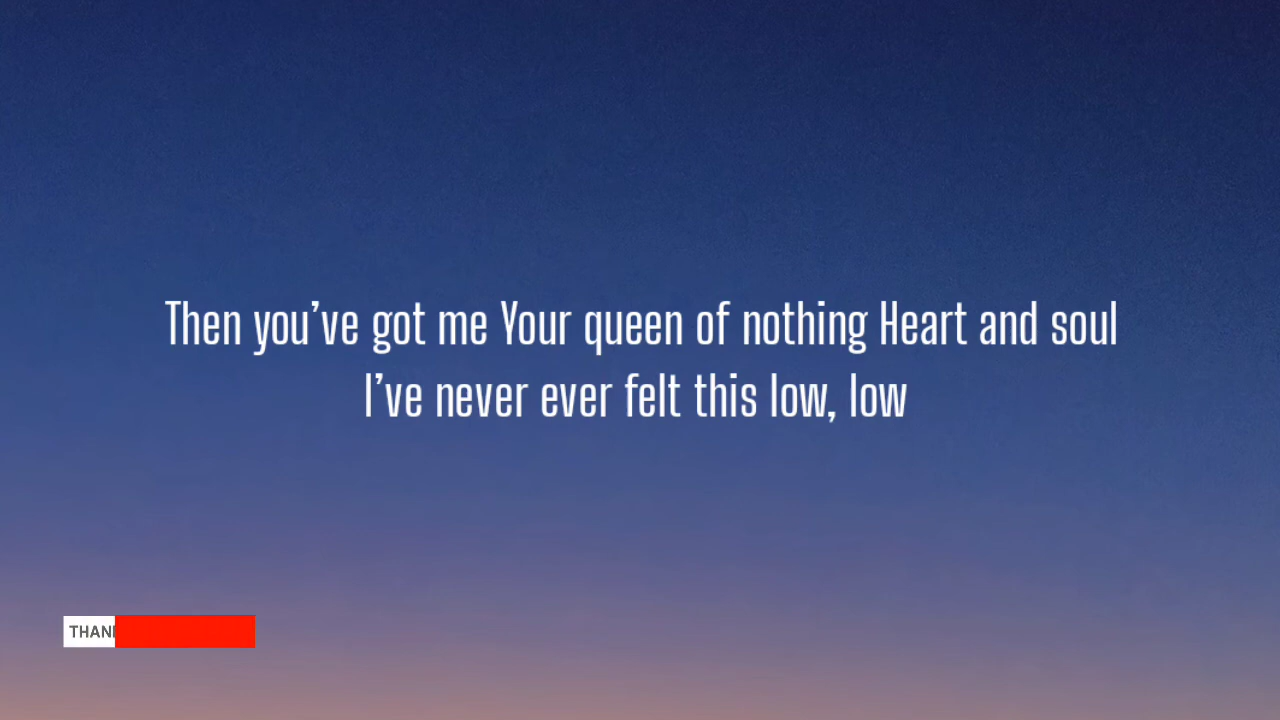 Then you’ve got me Your queen of nothing Heart and soul
I’ve never ever felt this low, low